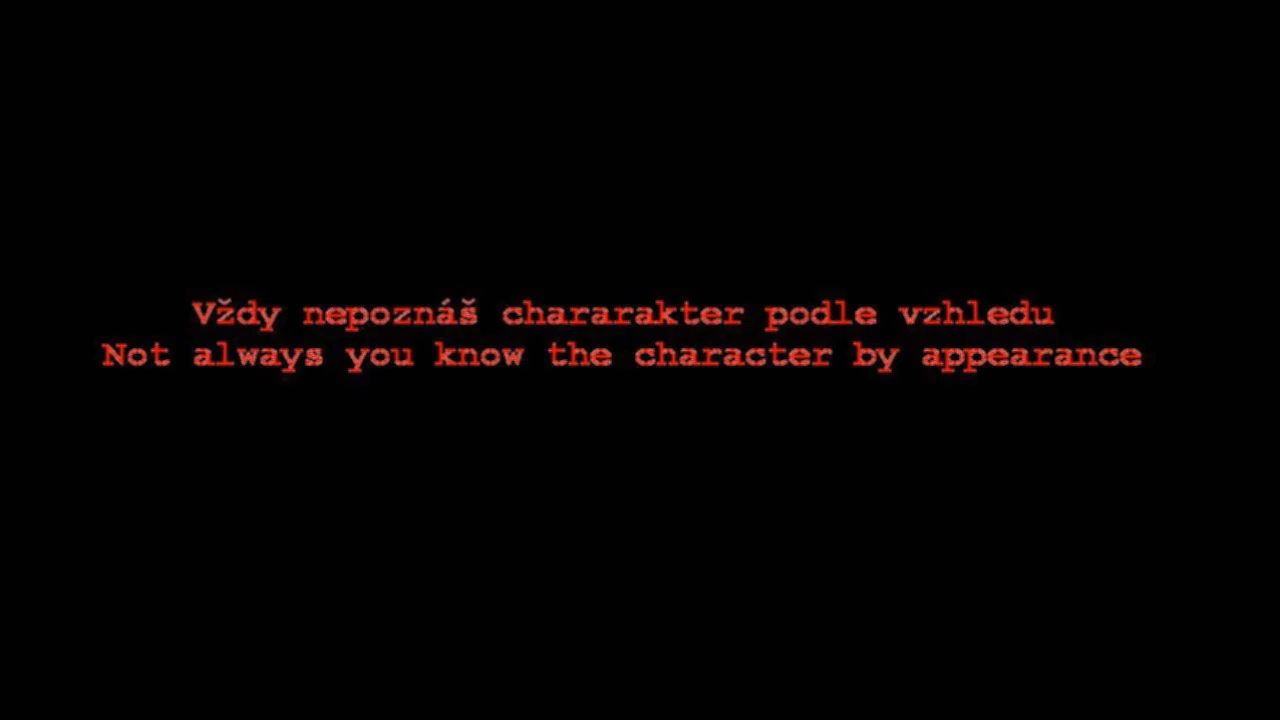 Vždy nepoznáš chararakter podle vzhledu
Not always you know the character by appearance